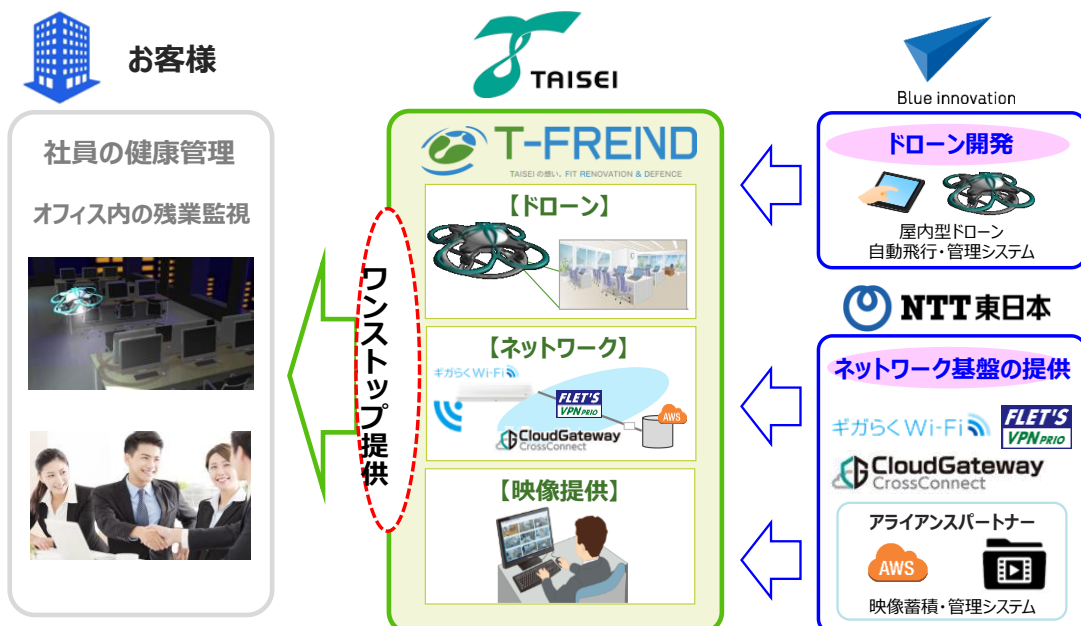 お客様
社員の健康管理
オフィス内の残業監視
TAISEI
T-FREND
TAISEIの想い。FIT RENOVATION & DEFENCE
【ドローン】
【ネットワーク】
ギガらくWi-Fi
FLET'S
VPN PRIO
AWS
CloudGateway
CrossConnect
【映像提供】
ワンストップ提供
Blue innovation
ドローン開発
屋内型ドローン
自動飛行・管理システム
NTT東日本
ネットワーク基盤の提供
ギガらくWi-Fi
FLET'S
VPN PRIO
CloudGateway
CrossConnect
アライアンスパートナー
AWS
映像蓄積・管理システム